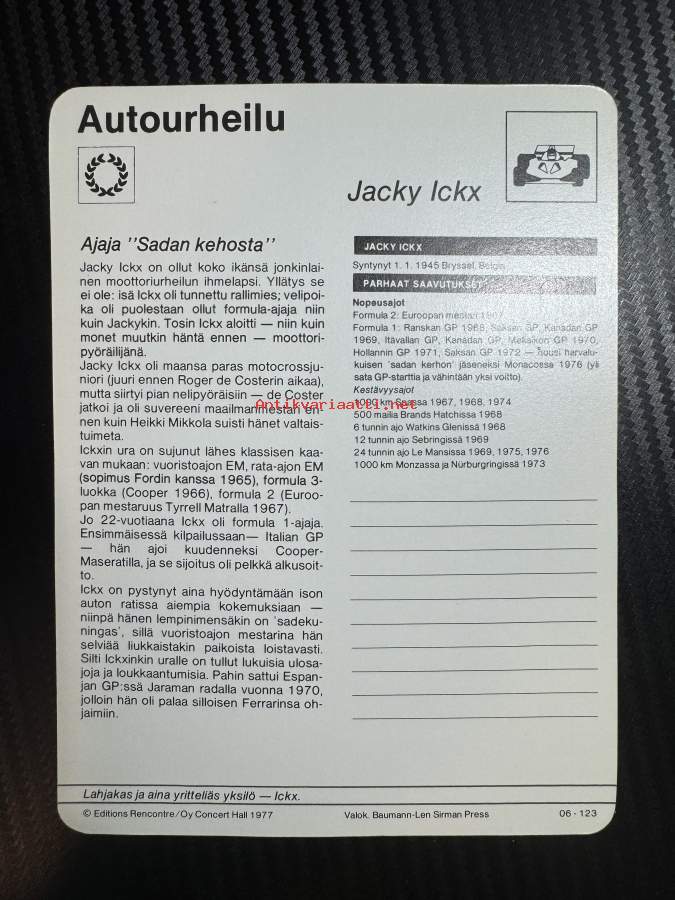 Autourheilu
Jacky Ickx
Ajaja ''Sadan kehosta''
Jacky Ickx on ollut koko ikänsä jonkinlai-
nen moottoriurheilun ihmelapsi. Yllätys se
ei ole: isä Ickx oli tunnettu rallimies; velipoi-
ka oli puolestaan ollut formula-ajaja niin
kuin Jackykin. Tosin Ickx aloitti — niin kuin
monet muutkin häntä ennen — moottori-
pyöräilijänä.
Jacky Ickx oli maansa paras motocrossju-
niori (juuri ennen Roger de Costerin aikaa),
mutta siirtyi pian nelipyöräisiin — de Coster
jatkoi ja oli suvereeni maailmanmestari en-
nen kuin Heikki Mikkola suisti hänet valtais-
tuimeta.
Ickxin ura on sujunut lähes klassisen kaa-
van mukaan: vuoristoajon EM, rata-ajon EM
(sopimus Fordin kanssa 1965), formula 3-
luokka (Cooper 1966), formula 2 (Euroo-
pan mestaruus Tyrrell Matralla 1967).
Jo 22-vuotiaana Ickx oli formula 1-ajaja.
Ensimmäisessä kilpailussaan— Italian GP
— hän ajoi kuudenneksi Cooper-
Maseratilla, ja se sijoitus oli pelkkä alkusoit-
to.
Ickx on pystynyt aina hyödyntämään ison
auton ratissa aiempia kokemuksiaan —
niinpä hänen lempinimensäkin on 'sadeku-
ningas', sillä vuoristoajon mestarina hän
selviää liukkaistakin paikoista loistavasti.
Silti Ickxinkin uralle on tullut lukuisia ulosa-
joja ja loukkaantumisia. Pahin sattui Espan-
jan GP:ssä Jaraman radalla vuonna 1970,
jolloin hän oli palaa silloisen Ferrarinsa oh-
jaimiin.
JACKY ICKX
Syntynyt 1. 1. 1945 Bryssel, Belgia
PARHAAT SAAVUTUKSET
Nopeusajot
Formula 2: Euroopan mestari 1967
Formula 1: Ranskan GP 1968, Saksan GP, Kanadan GP
1969, Itävallan GP, Kanadan GP, Meksikon GP 1970,
Hollannin GP 1971, Saksan GP 1972 — nousi harvalu-
kuisen 'sadan kerhon' jäseneksi Monacossa 1976 (yli
sata GP-starttia ja vähintään yksi voitto).
Kestävyysajot
1000 km Spassa 1967, 1968, 1974
500 mailia Brands Hatchissa 1968
6 tunnin ajo Watkins Glenissä 1968
12 tunnin ajo Sebringissä 1969
24 tunnin ajo Le Mansissa 1969, 1975, 1976
1000 km Monzassa ja Nürburgringissä 1973
Antikvariaatti.net
Lahjakas ja aina yritteliäs yksilö — Ickx.
© Editions Rencontre/Oy Concert Hall 1977
Valok. Baumann-Len Sirman Press
06 - 123